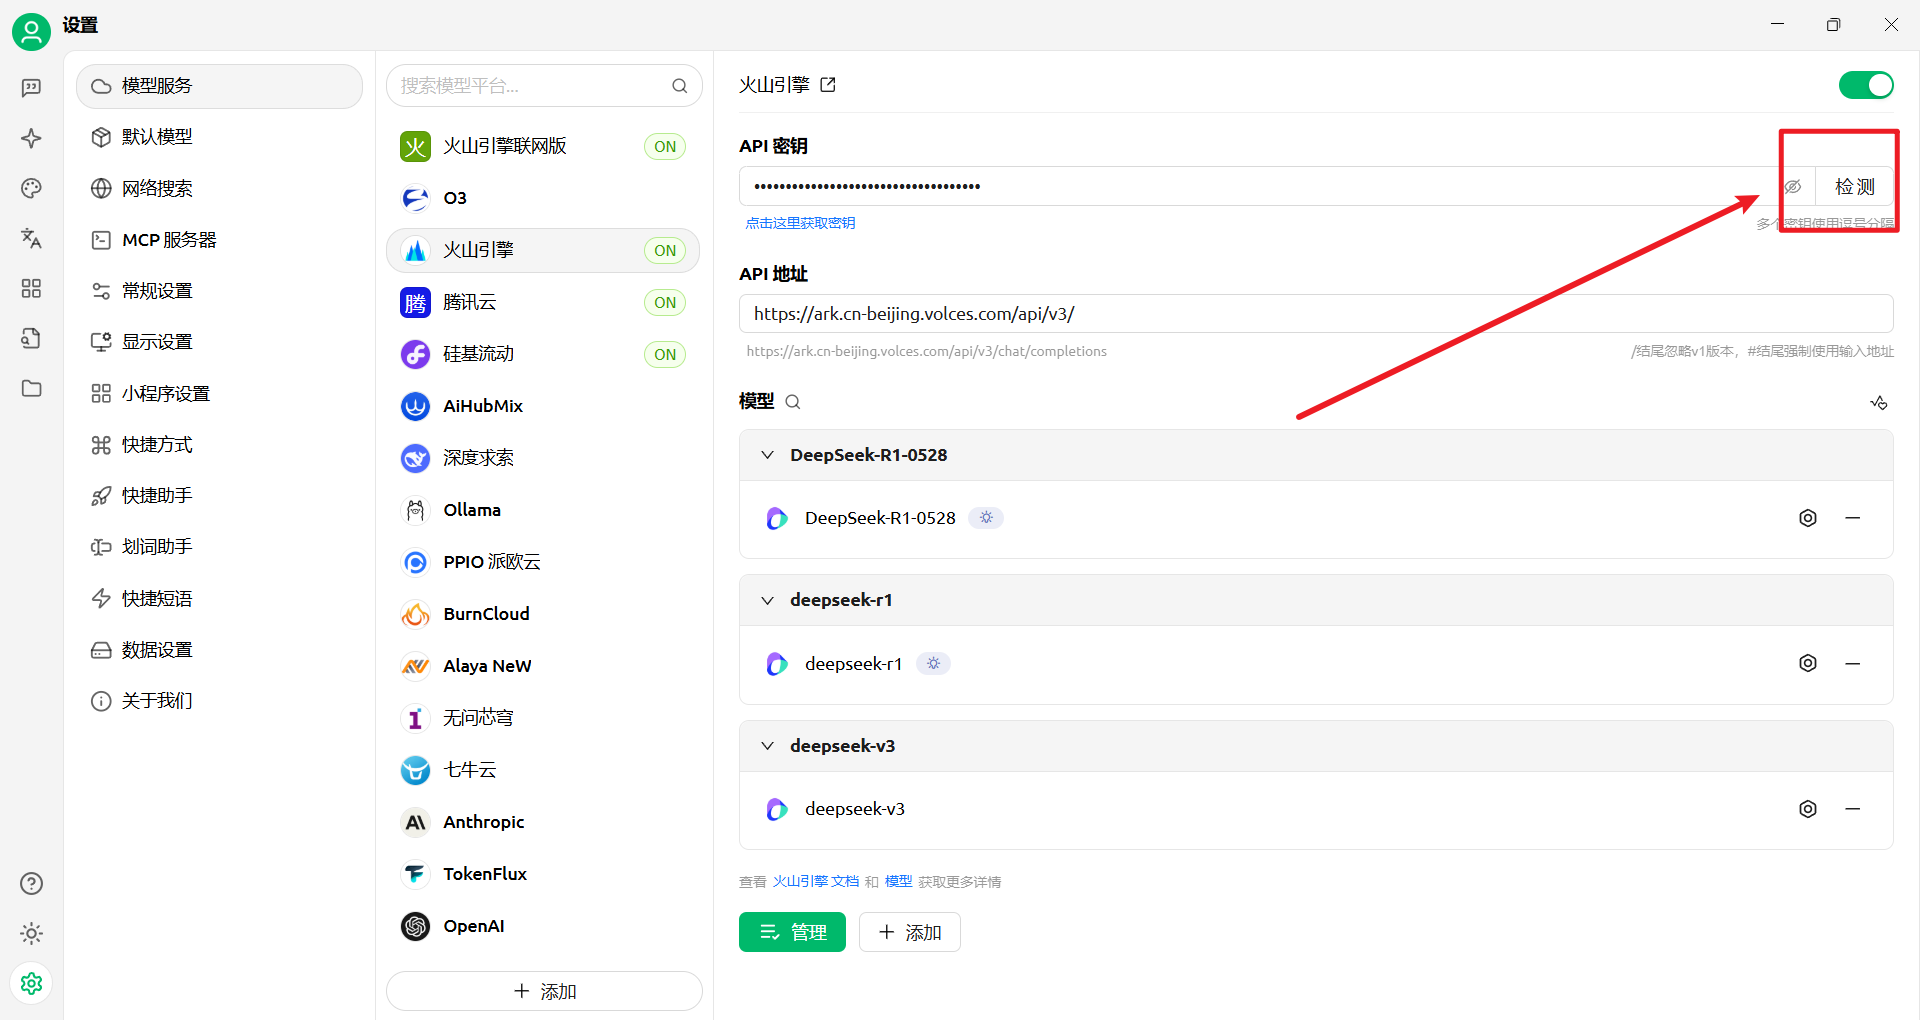 设置
模型服务
默认模型
网络搜索
MCP 服务器
常规设置
显示设置
小程序设置
快捷方式
快捷助手
划词助手
快捷短语
数据设置
关于我们
搜索模型平台...
火 火山引擎联网版 ON
O3
火山引擎 ON
腾 腾讯云 ON
硅基流动 ON
AiHubMix
深度求索
Ollama
PPIO 派欧云
BurnCloud
Alaya NeW
无问芯穹
七牛云
Anthropic
TokenFlux
OpenAI
添加
火山引擎
API 密钥
检测
点击这里获取密钥
多个密钥使用逗号分隔
API 地址
https://ark.cn-beijing.volces.com/api/v3/
https://ark.cn-beijing.volces.com/api/v3/chat/completions
/结尾忽略v1版本，#结尾强制使用输入地址
模型
DeepSeek-R1-0528
DeepSeek-R1-0528
deepseek-r1
deepseek-r1
deepseek-v3
deepseek-v3
查看 火山引擎 文档 和 模型 获取更多详情
管理
添加